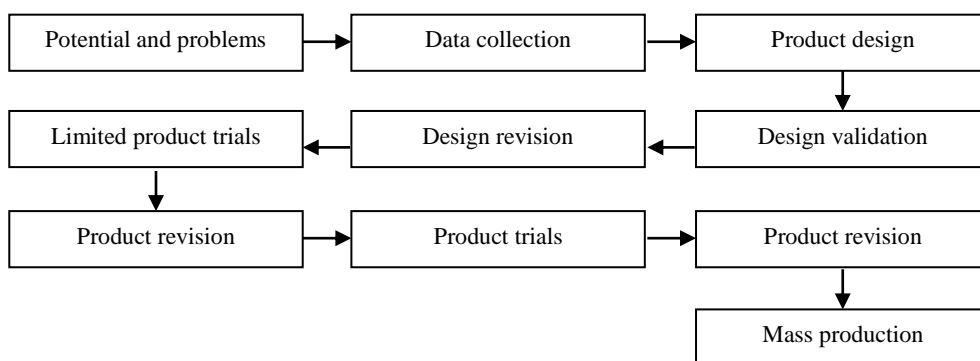 Potential and problems
Data collection
Product design
Limited product trials
Design revision
Design validation
Product revision
Product trials
Product revision
Mass production